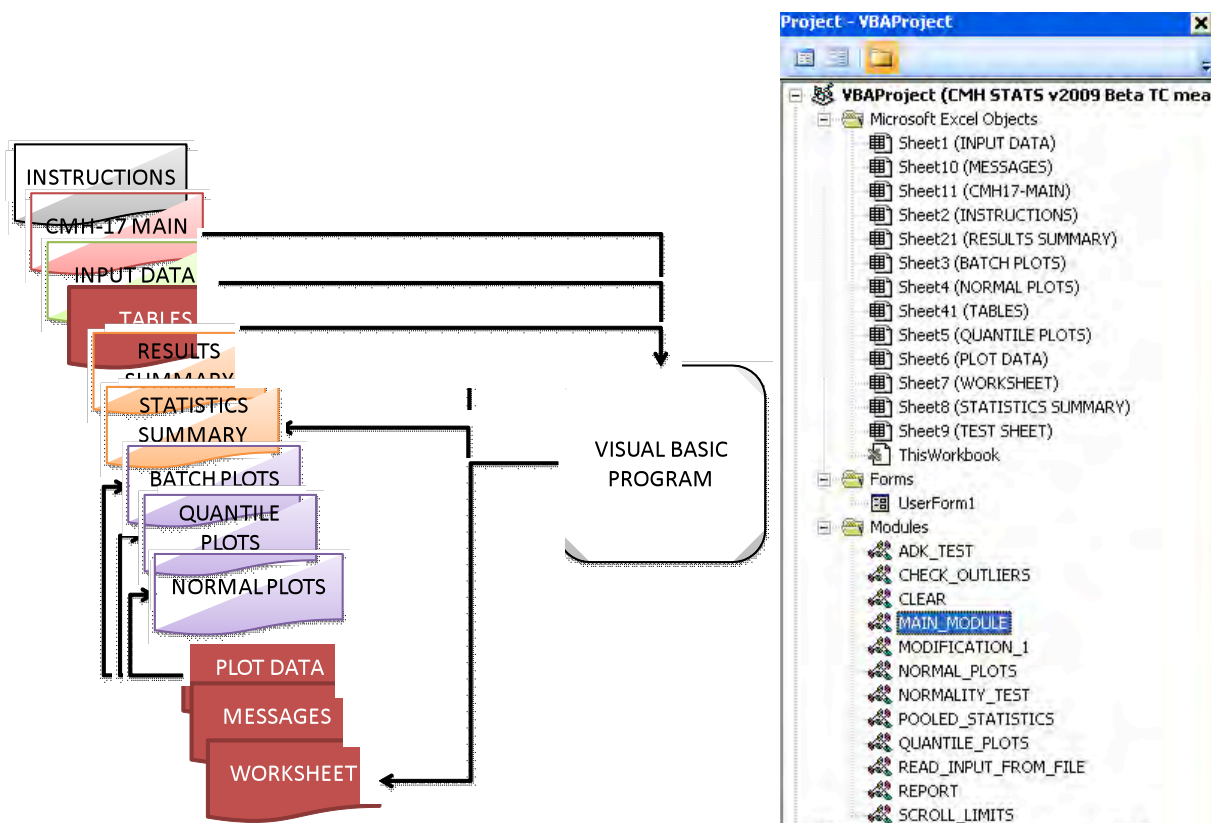 INSTRUCTIONS
CMH-17 MAIN
INPUT DATA
TABLES
RESULTS
SUMMARY
STATISTICS
SUMMARY
BATCH PLOTS
QUANTILE
PLOTS
NORMAL PLOTS
PLOT DATA
MESSAGES
WORKSHEET
VISUAL BASIC
PROGRAM
Project - VBAProject
VBAProject (CMH STATS v2009 Beta TC mea
Microsoft Excel Objects
Sheet1 (INPUT DATA)
Sheet10 (MESSAGES)
Sheet11 (CMH17-MAIN)
Sheet2 (INSTRUCTIONS)
Sheet21 (RESULTS SUMMARY)
Sheet3 (BATCH PLOTS)
Sheet4 (NORMAL PLOTS)
Sheet41 (TABLES)
Sheet5 (QUANTILE PLOTS)
Sheet6 (PLOT DATA)
Sheet7 (WORKSHEET)
Sheet8 (STATISTICS SUMMARY)
Sheet9 (TEST SHEET)
ThisWorkbook
Forms
UserForm1
Modules
ADK_TEST
CHECK_OUTLIERS
CLEAR
MAIN_MODULE
MODIFICATION_1
NORMAL_PLOTS
NORMALITY_TEST
POOLED_STATISTICS
QUANTILE_PLOTS
READ_INPUT_FROM_FILE
REPORT
SCROLL_LIMITS